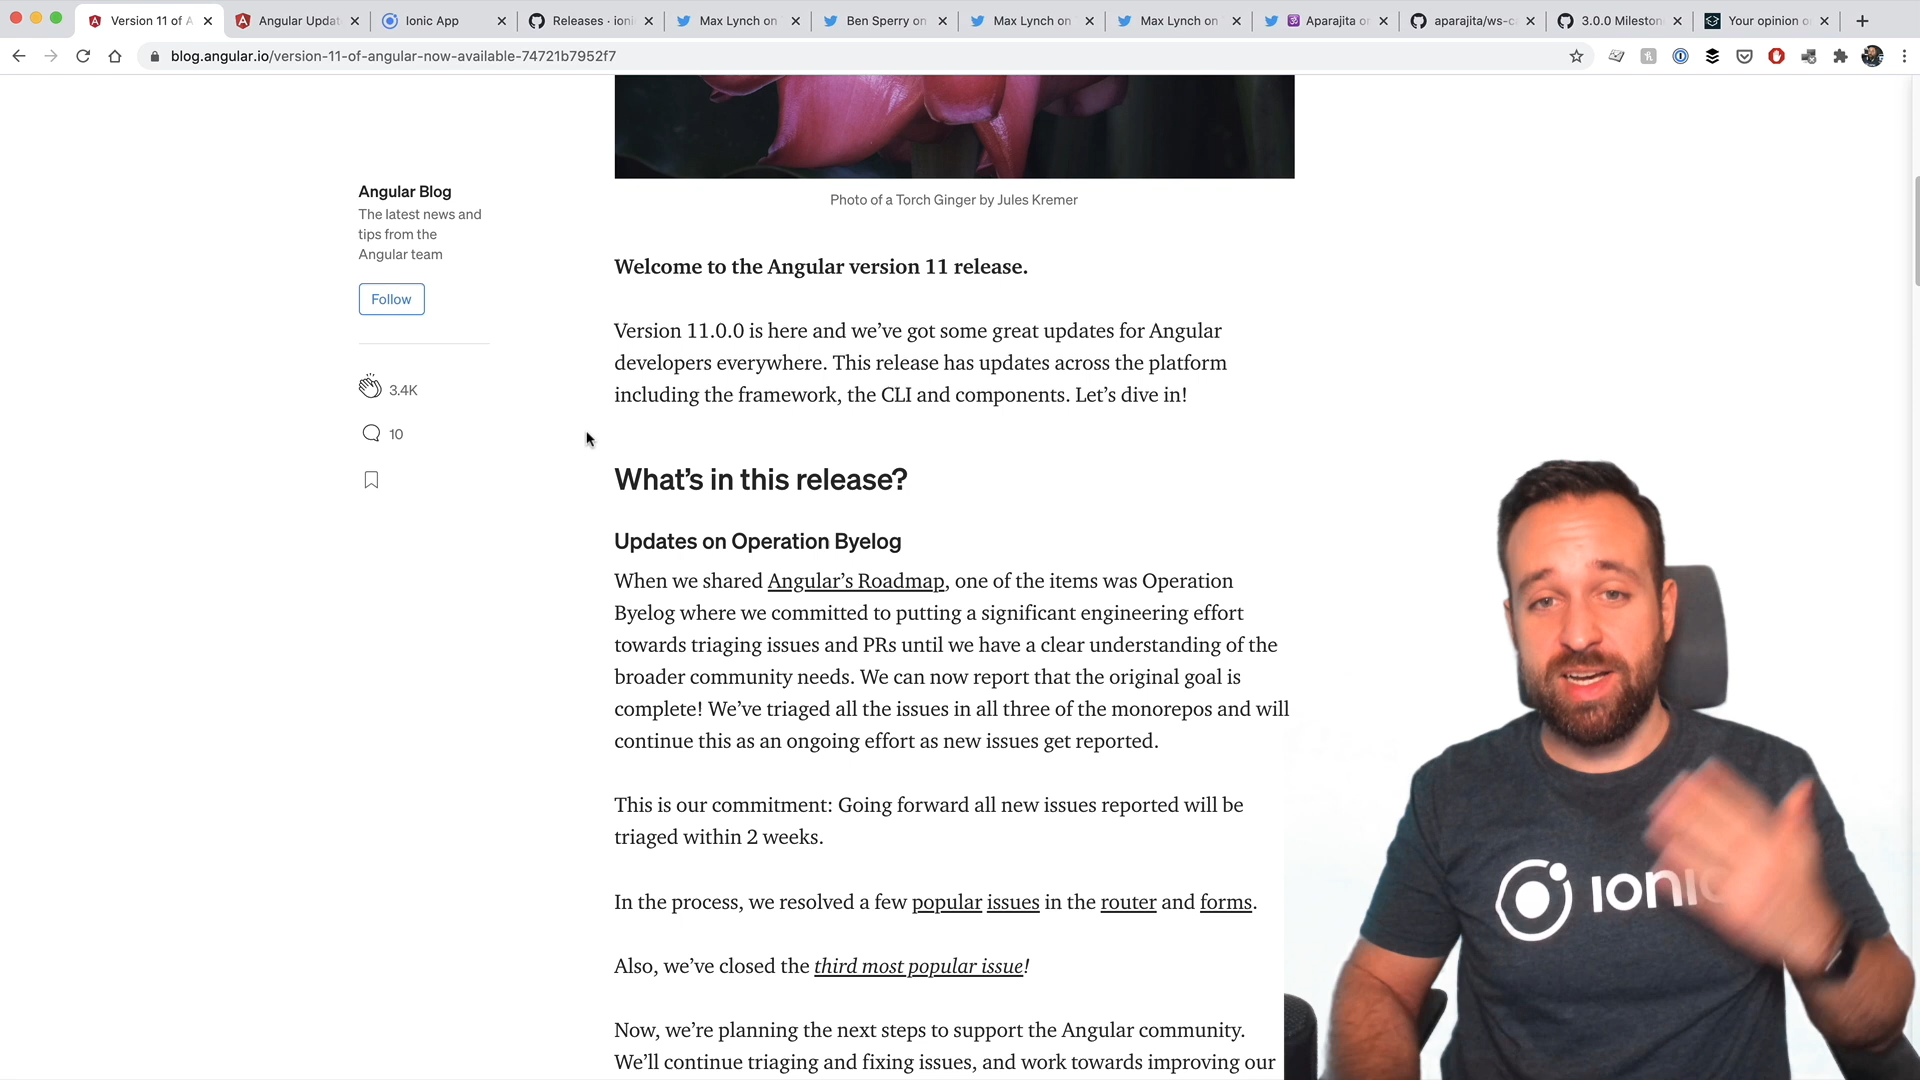 Version 11 of A
Angular Updat
Ionic App
Releases · ioni
Max Lynch on
Ben Sperry on
Max Lynch on
Max Lynch on
Aparajita on
aparajita/ws-c
3.0.0 Mileston
Your opinion o
blog.angular.io/version-11-of-angular-now-available-74721b7952f7
Photo of a Torch Ginger by Jules Kremer
Angular Blog
The latest news and
tips from the
Angular team
Follow
3.4K
10
Welcome to the Angular version 11 release.
Version 11.0.0 is here and we’ve got some great updates for Angular
developers everywhere. This release has updates across the platform
including the framework, the CLI and components. Let’s dive in!
What’s in this release?
Updates on Operation Byelog
When we shared Angular’s Roadmap, one of the items was Operation
Byelog where we committed to putting a significant engineering effort
towards triaging issues and PRs until we have a clear understanding of the
broader community needs. We can now report that the original goal is
complete! We’ve triaged all the issues in all three of the monorepos and will
continue this as an ongoing effort as new issues get reported.
This is our commitment: Going forward all new issues reported will be
triaged within 2 weeks.
In the process, we resolved a few popular issues in the router and forms.
Also, we’ve closed the third most popular issue!
Now, we’re planning the next steps to support the Angular community.
We’ll continue triaging and fixing issues, and work towards improving our
ionic